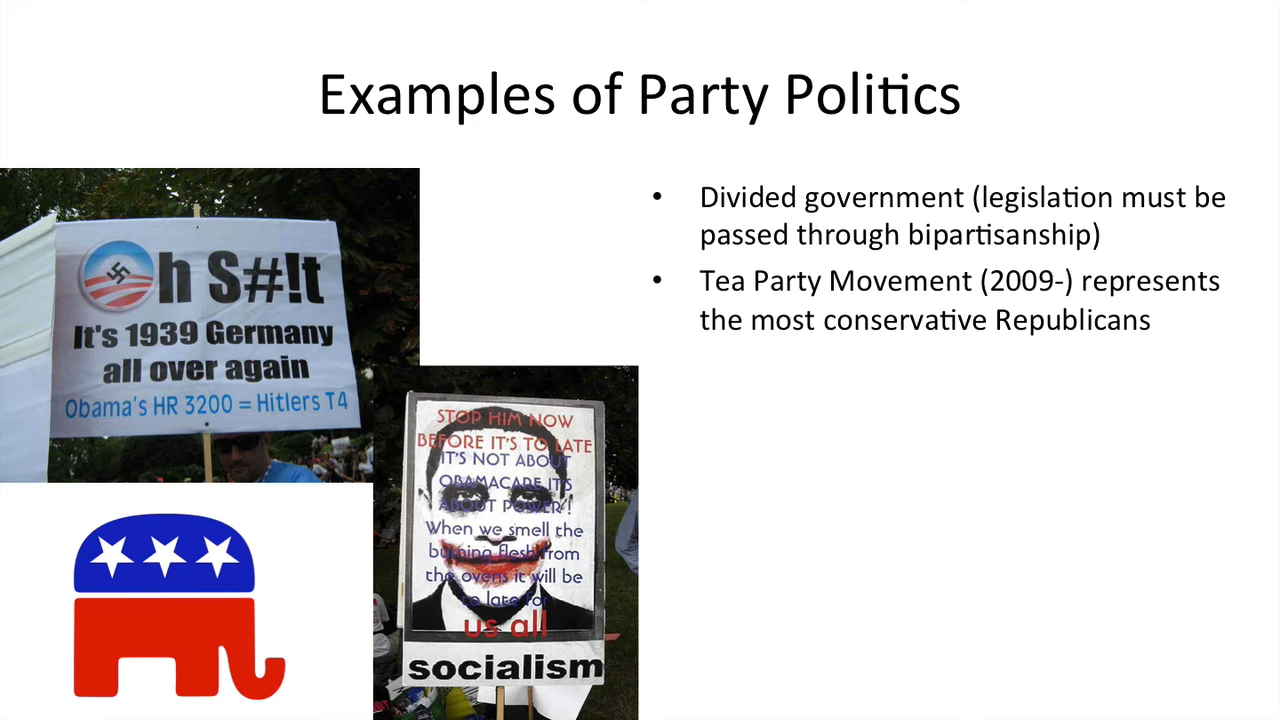 Examples of Party Politics
Oh S#!t
It's 1939 Germany
all over again
Obama's HR 3200 = Hitlers T4
STOP HIM NOW
BEFORE IT'S TO LATE
IT'S NOT ABOUT
OBAMACARE IT'S
ABOUT POWER!
When we smell the
burning flesh from
the ovens it will be
to late for
us all
socialism
• Divided government (legislation must be
passed through bipartisanship)
• Tea Party Movement (2009-) represents
the most conservative Republicans